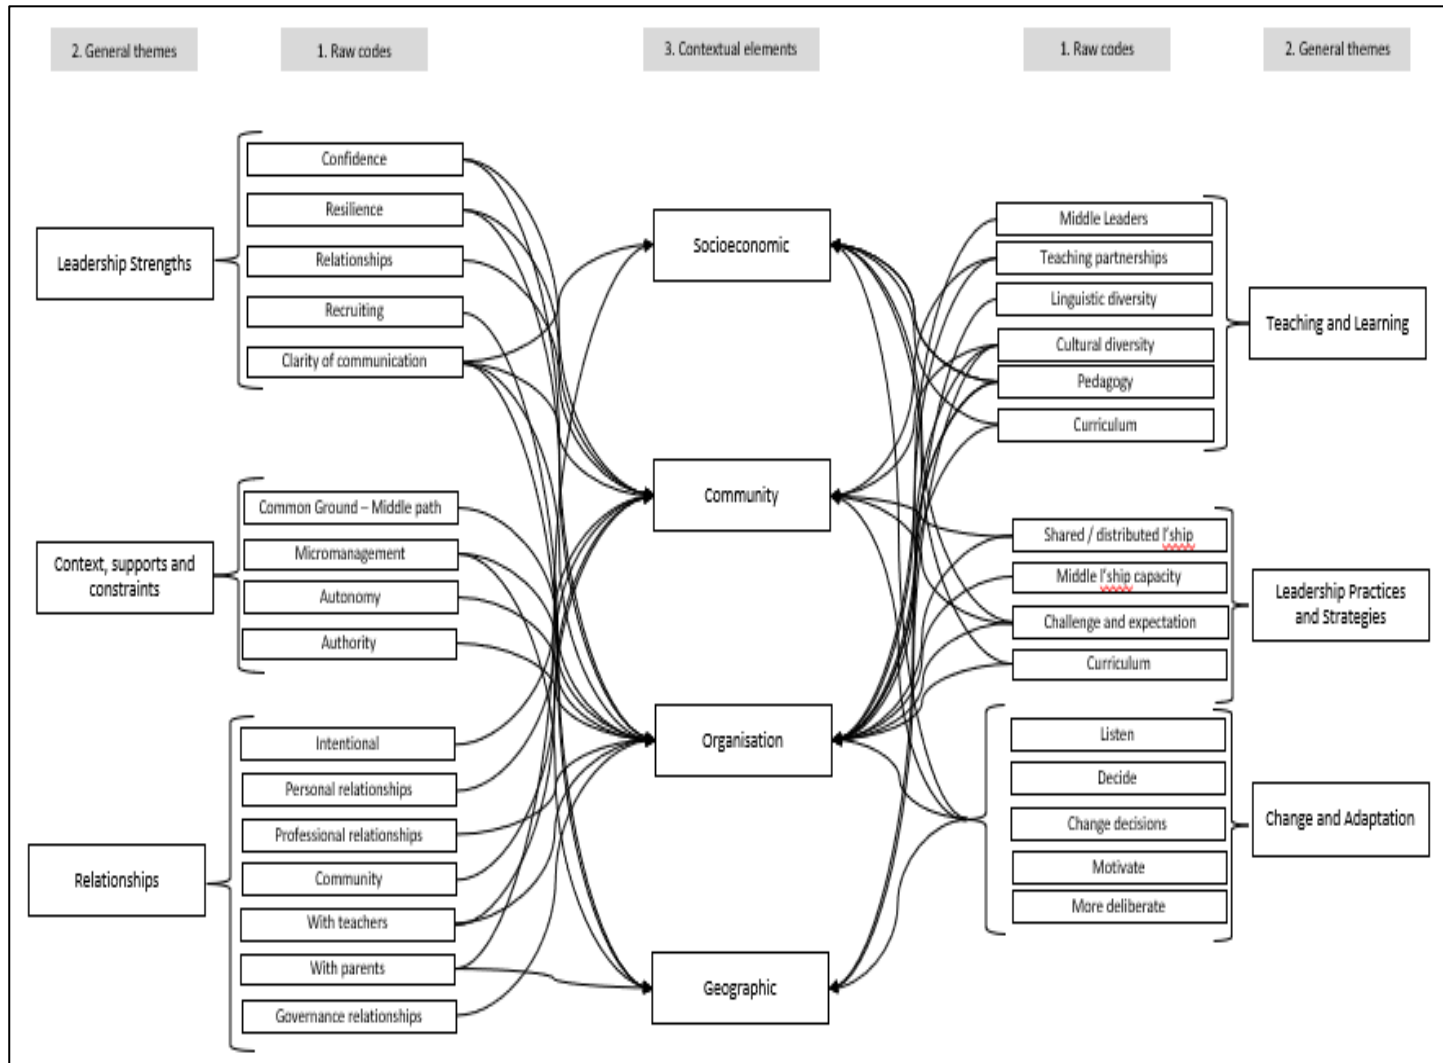 2. General themes
1. Raw codes
3. Contextual elements
1. Raw codes
2. General themes
Leadership Strengths
Confidence
Resilience
Relationships
Recruiting
Clarity of communication
Context, supports and
constraints
Common Ground – Middle path
Micromanagement
Autonomy
Authority
Relationships
Intentional
Personal relationships
Professional relationships
Community
With teachers
With parents
Governance relationships
Socioeconomic
Community
Organisation
Geographic
Middle Leaders
Teaching partnerships
Linguistic diversity
Cultural diversity
Pedagogy
Curriculum
Teaching and Learning
Shared / distributed l'ship
Middle l'ship capacity
Challenge and expectation
Curriculum
Leadership Practices
and Strategies
Listen
Decide
Change decisions
Motivate
More deliberate
Change and Adaptation